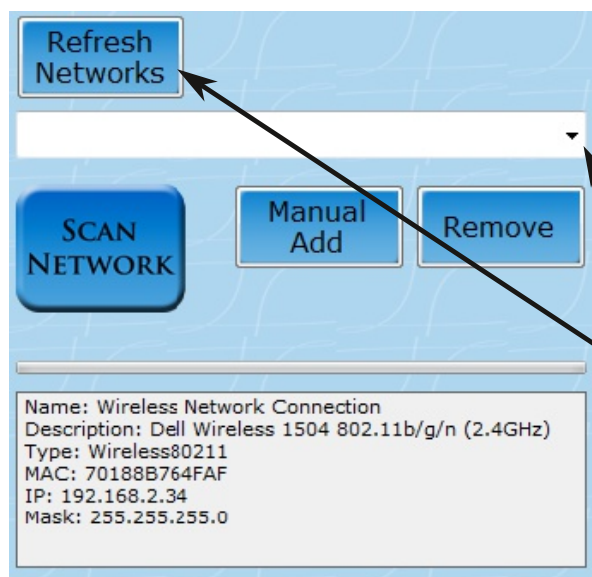 Refresh
Networks
SCAN
NETWORK
Manual
Add
Remove
Name: Wireless Network Connection
Description: Dell Wireless 1504 802.11b/g/n (2.4GHz)
Type: Wireless80211
MAC: 70188B764FAF
IP: 192.168.2.34
Mask: 255.255.255.0